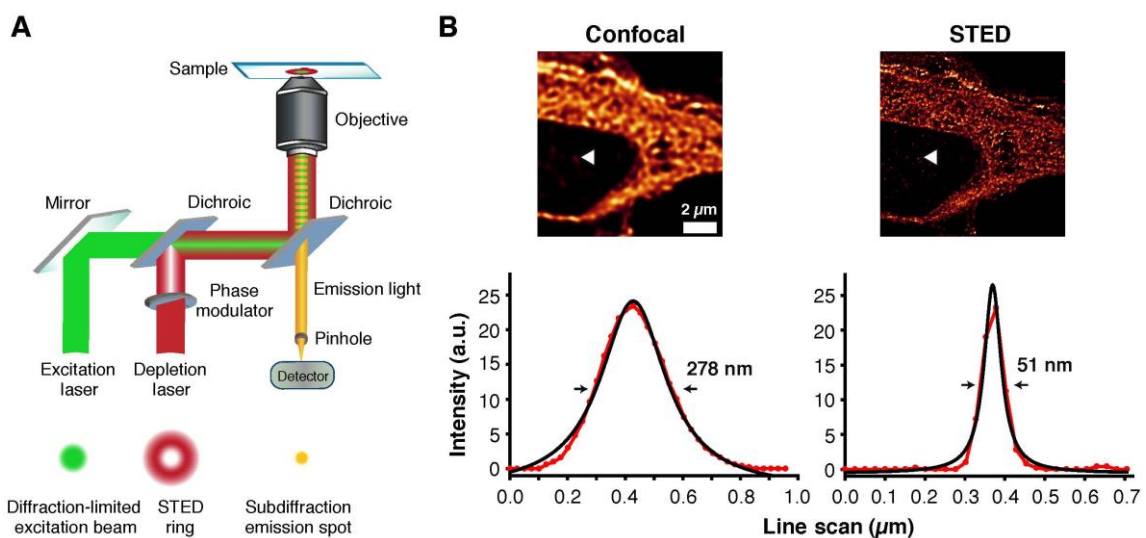 A
Sample
Objective
Mirror
Dichroic
Dichroic
Phase
modulator
Emission light
Pinhole
Excitation
laser
Depletion
laser
Detector
Diffraction-limited
excitation beam
STED
ring
Subdiffraction
emission spot
B
Confocal
STED
2 µm
Intensity (a.u.)
25
20
15
10
5
0
278 nm
0.0 0.2 0.4 0.6 0.8 1.0
25
20
15
10
5
0
51 nm
0.0 0.1 0.2 0.3 0.4 0.5 0.6 0.7
Line scan (µm)